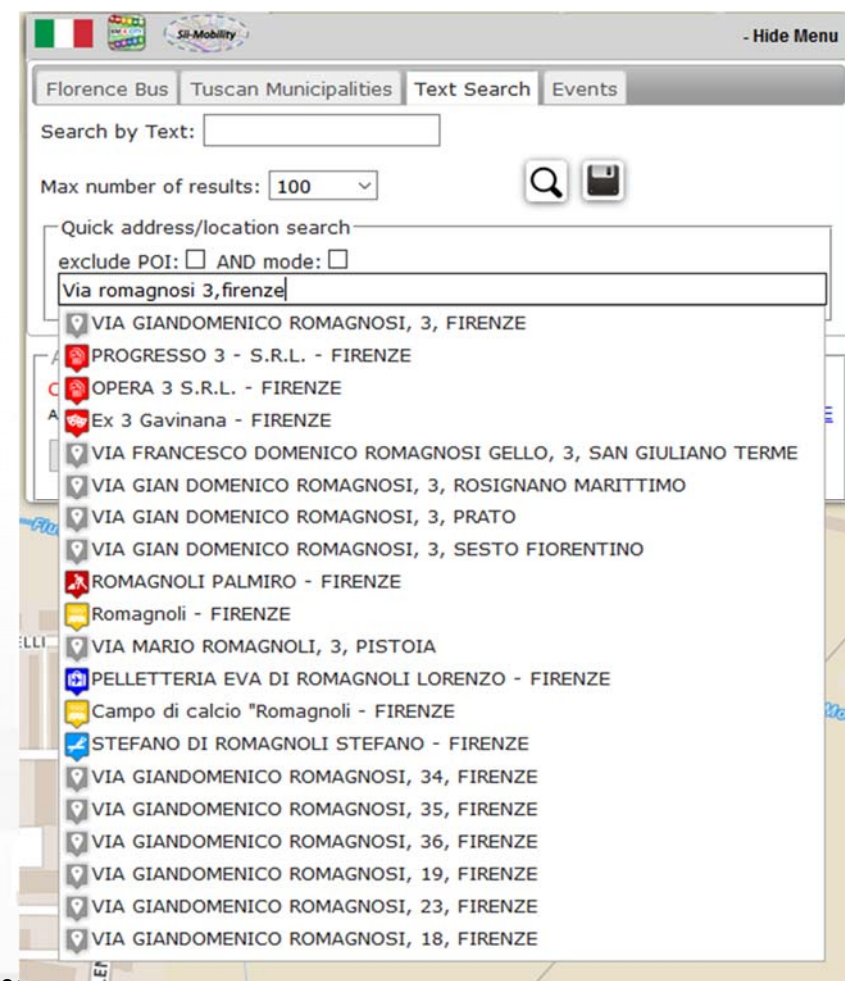 Sii-Mobility
- Hide Menu
Florence Bus
Tuscan Municipalities
Text Search
Events
Search by Text:
Max number of results: 100
Quick address/location search
exclude POI: AND mode:
Via romagnosi 3,firenze
VIA GIANDOMENICO ROMAGNOSI, 3, FIRENZE
PROGRESSO 3 - S.R.L. - FIRENZE
OPERA 3 S.R.L. - FIRENZE
Ex 3 Gavinana - FIRENZE
VIA FRANCESCO DOMENICO ROMAGNOSI GELLO, 3, SAN GIULIANO TERME
VIA GIAN DOMENICO ROMAGNOSI, 3, ROSIGNANO MARITTIMO
VIA GIAN DOMENICO ROMAGNOSI, 3, PRATO
VIA GIAN DOMENICO ROMAGNOSI, 3, SESTO FIORENTINO
ROMAGNOLI PALMIRO - FIRENZE
Romagnoli - FIRENZE
VIA MARIO ROMAGNOLI, 3, PISTOIA
PELLETTERIA EVA DI ROMAGNOLI LORENZO - FIRENZE
Campo di calcio "Romagnoli - FIRENZE
STEFANO DI ROMAGNOLI STEFANO - FIRENZE
VIA GIANDOMENICO ROMAGNOSI, 34, FIRENZE
VIA GIANDOMENICO ROMAGNOSI, 35, FIRENZE
VIA GIANDOMENICO ROMAGNOSI, 36, FIRENZE
VIA GIANDOMENICO ROMAGNOSI, 19, FIRENZE
VIA GIANDOMENICO ROMAGNOSI, 23, FIRENZE
VIA GIANDOMENICO ROMAGNOSI, 18, FIRENZE